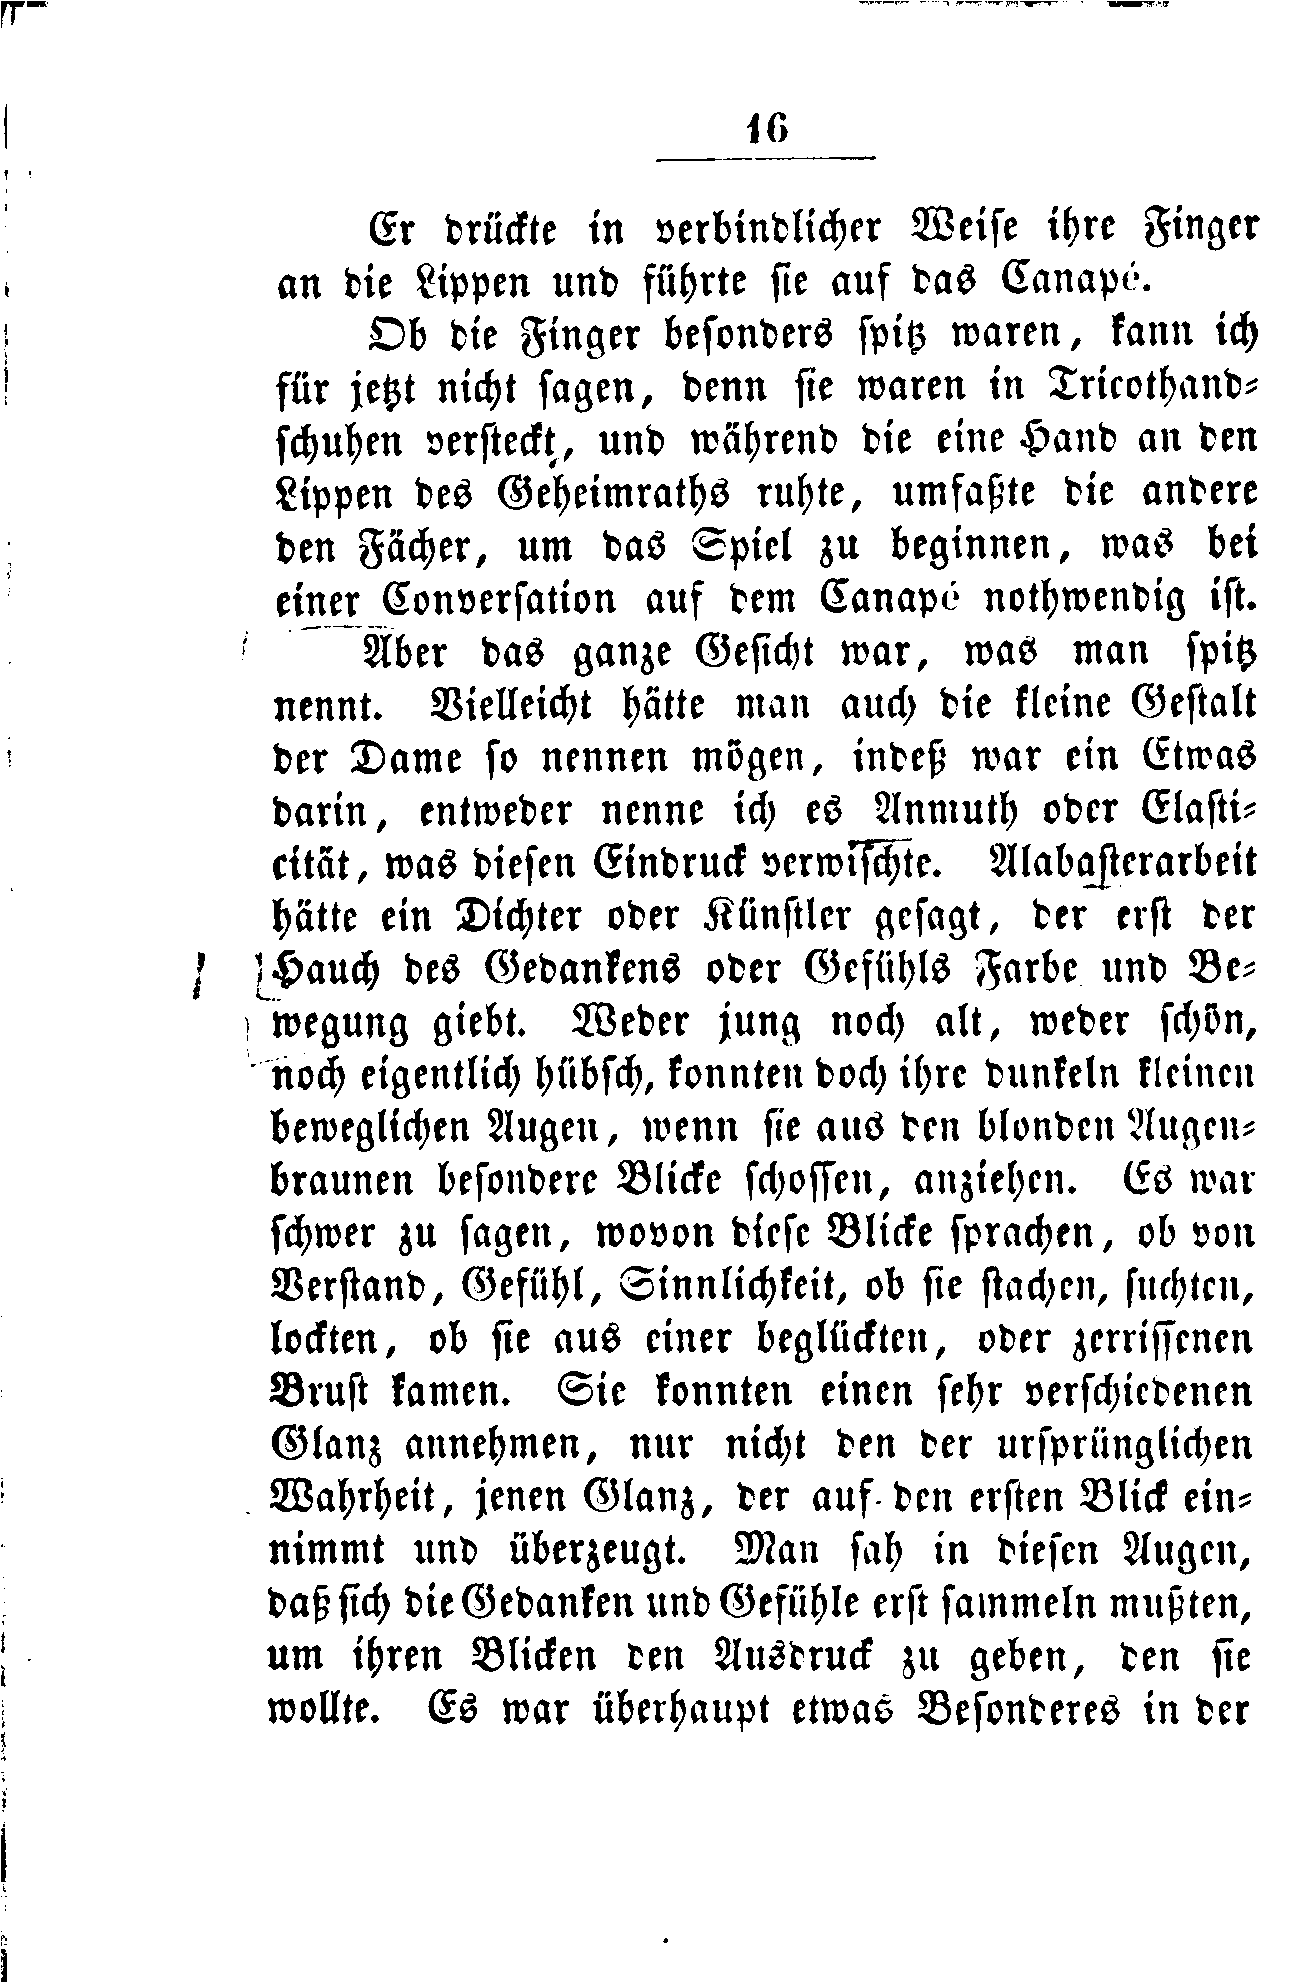 16
Er drückte in verbindlicher Weise ihre Finger
an die Lippen und führte sie auf das Canapé.
Ob die Finger besonders spitz waren, kann ich
für jetzt nicht sagen, denn sie waren in Tricothand-
schuhen versteckt, und während die eine Hand an den
Lippen des Geheimraths ruhte, umfaßte die andere
den Fächer, um das Spiel zu beginnen, was bei
einer Conversation auf dem Canapé nothwendig ist.
Aber das ganze Gesicht war, was man spitz
nennt. Vielleicht hätte man auch die kleine Gestalt
der Dame so nennen mögen, indeß war ein Etwas
darin, entweder nenne ich es Anmuth oder Elasti-
cität, was diesen Eindruck verwischte. Alabasterarbeit
hätte ein Dichter oder Künstler gesagt, der erst der
Hauch des Gedankens oder Gefühls Farbe und Be-
wegung giebt. Weder jung noch alt, weder schön,
noch eigentlich hübsch, konnten doch ihre dunkeln kleinen
beweglichen Augen, wenn sie aus den blonden Augen-
braunen besondere Blicke schossen, anziehen. Es war
schwer zu sagen, wovon diese Blicke sprachen, ob von
Verstand, Gefühl, Sinnlichkeit, ob sie stachen, suchten,
lockten, ob sie aus einer beglückten, oder zerrissenen
Brust kamen. Sie konnten einen sehr verschiedenen
Glanz annehmen, nur nicht den der ursprünglichen
Wahrheit, jenen Glanz, der auf den ersten Blick ein-
nimmt und überzeugt. Man sah in diesen Augen,
daß sich die Gedanken und Gefühle erst sammeln mußten,
um ihren Blicken den Ausdruck zu geben, den sie
wollte. Es war überhaupt etwas Besonderes in der